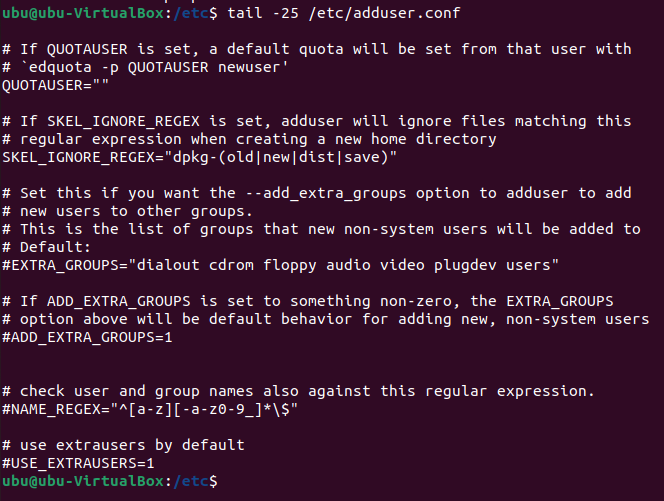 ubu@ubu-VirtualBox:/etc$ tail -25 /etc/adduser.conf
# If QUOTAUSER is set, a default quota will be set from that user with
# `edquota -p QUOTAUSER newuser'
QUOTAUSER=""
# If SKEL_IGNORE_REGEX is set, adduser will ignore files matching this
# regular expression when creating a new home directory
SKEL_IGNORE_REGEX="dpkg-(old|new|dist|save)"
# Set this if you want the --add_extra_groups option to adduser to add
# new users to other groups.
# This is the list of groups that new non-system users will be added to
# Default:
#EXTRA_GROUPS="dialout cdrom floppy audio video plugdev users"
# If ADD_EXTRA_GROUPS is set to something non-zero, the EXTRA_GROUPS
# option above will be default behavior for adding new, non-system users
#ADD_EXTRA_GROUPS=1
# check user and group names also against this regular expression.
#NAME_REGEX="^[a-z][-a-z0-9_]*\$"
# use extrausers by default
#USE_EXTRAUSERS=1
ubu@ubu-VirtualBox:/etc$